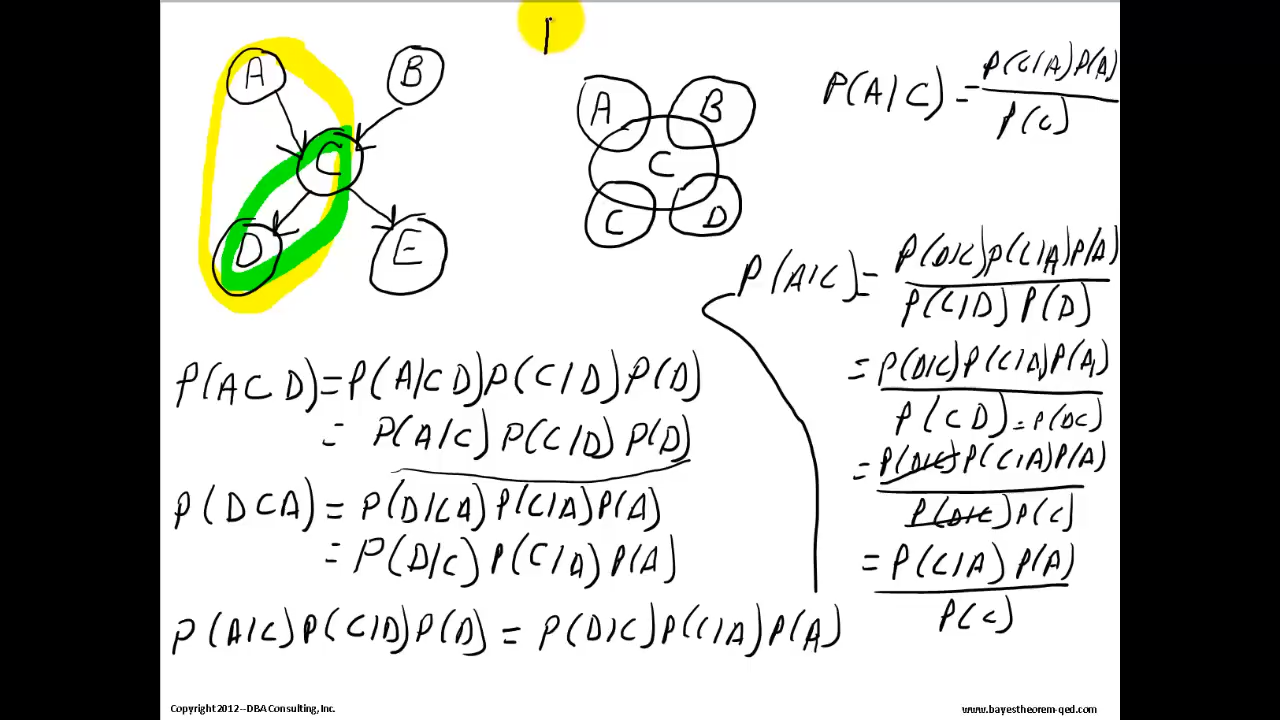 A
B
C
D
E
A
B
C
C
D
P(A/C) = P(C/A)P(A)
P(C)
P(A/C) = P(D/C)P(C/A)P(A)
P(C/D) P(D)
= P(D/C)P(C/A)P(A)
P(CD) = P(DC)
= P(D/C)P(C/A)P(A)
P(D/C)P(C)
= P(C/A) P(A)
P(C)
P(ACD) = P(A/CD)P(C/D)P(D)
= P(A/C) P(C/D) P(D)
P(DCA) = P(D/CA)P(C/A)P(A)
= P(D/C)P(C/A)P(A)
P(A/C)P(C/D)P(D) = P(D/C)P(C/A)P(A)
Copyright 2012--DBA Consulting, Inc.
www.bayestheorem-qed.com